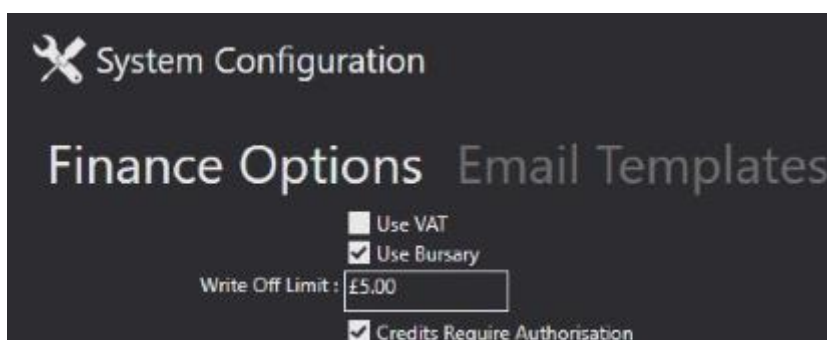 System Configuration
Finance Options Email Templates
Use VAT
Use Bursary
Write Off Limit : £5.00
Credits Require Authorisation